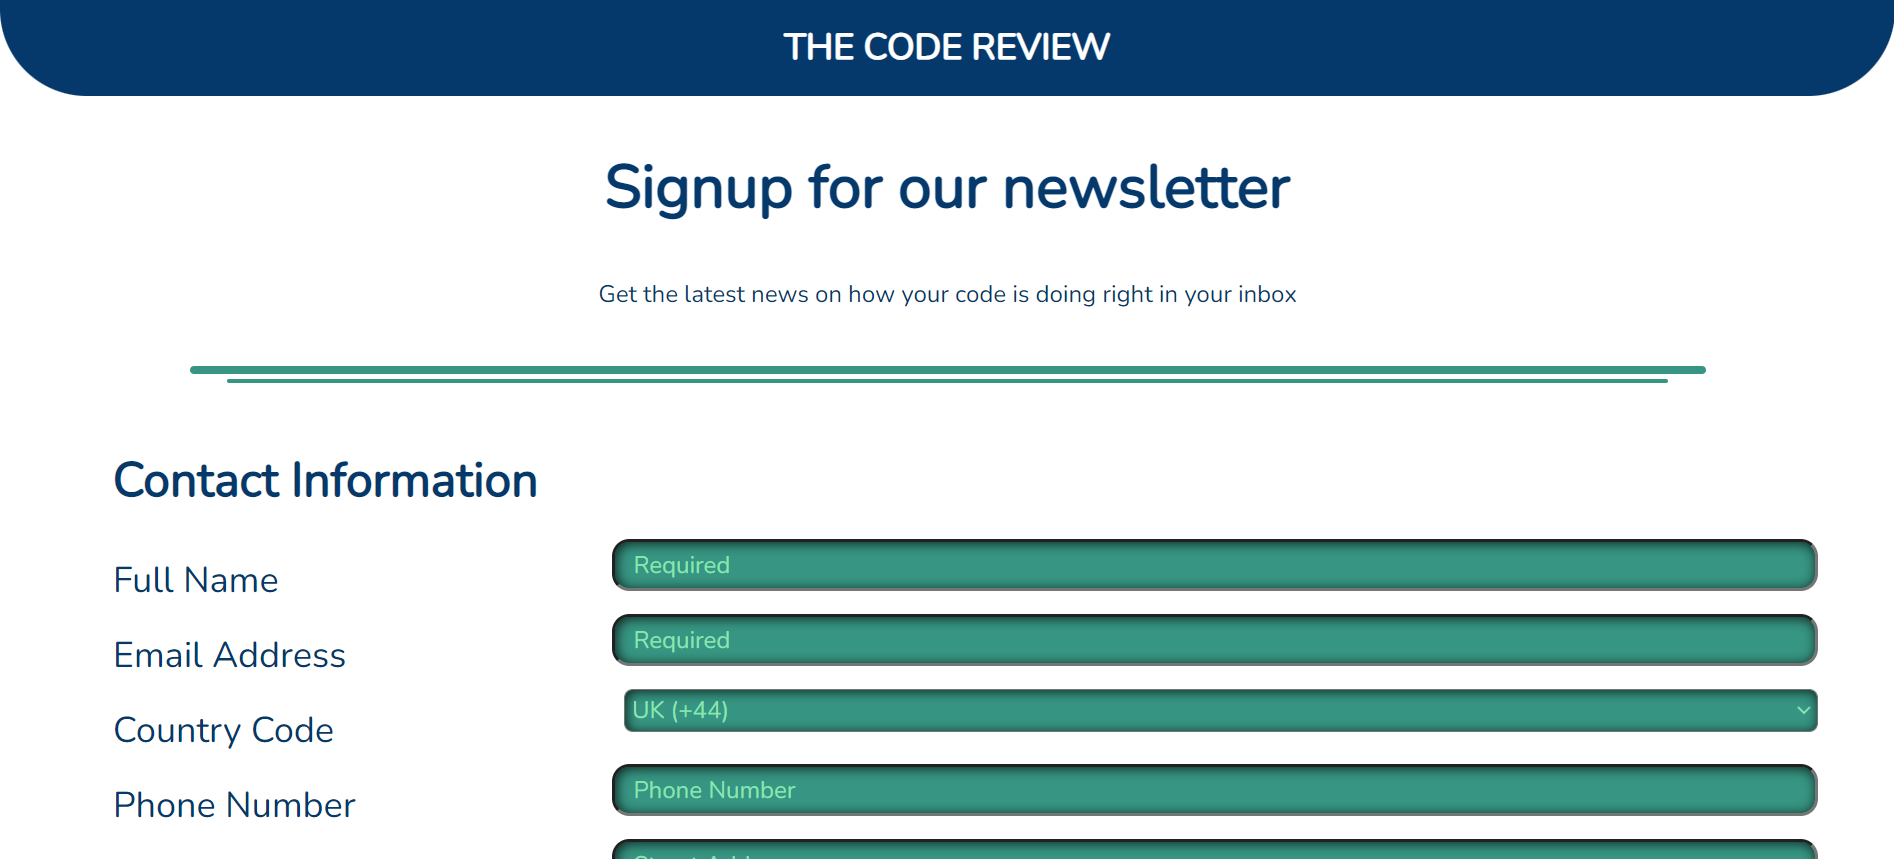 THE CODE REVIEW
Signup for our newsletter
Get the latest news on how your code is doing right in your inbox
Contact Information
Full Name
Required
Email Address
Required
Country Code
UK (+44)
Phone Number
Phone Number